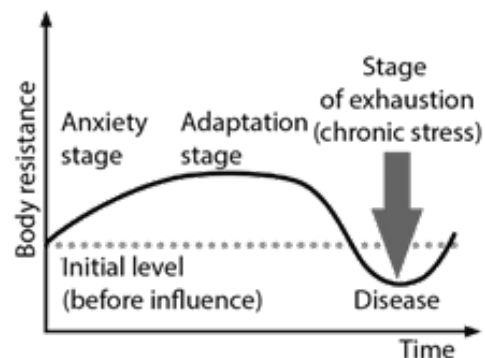 Body resistance
Anxiety
stage
Adaptation
stage
Stage
of exhaustion
(chronic stress)
Initial level
(before influence)
Disease
Time